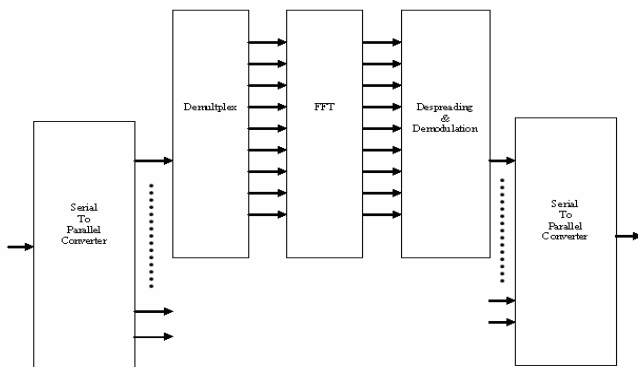 Serial
To
Parallel
Converter
Demultplex
FFT
Despreading
&
Demodulation
Serial
To
Parallel
Converter